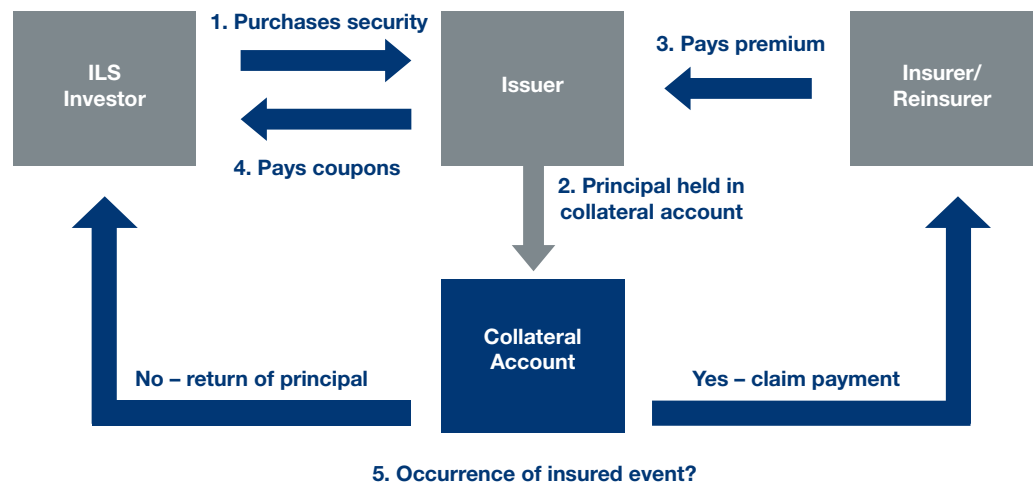 1. Purchases security
3. Pays premium
ILS
Investor
Issuer
Insurer/
Reinsurer
4. Pays coupons
2. Principal held in
collateral account
Collateral
Account
No – return of principal
Yes – claim payment
5. Occurrence of insured event?